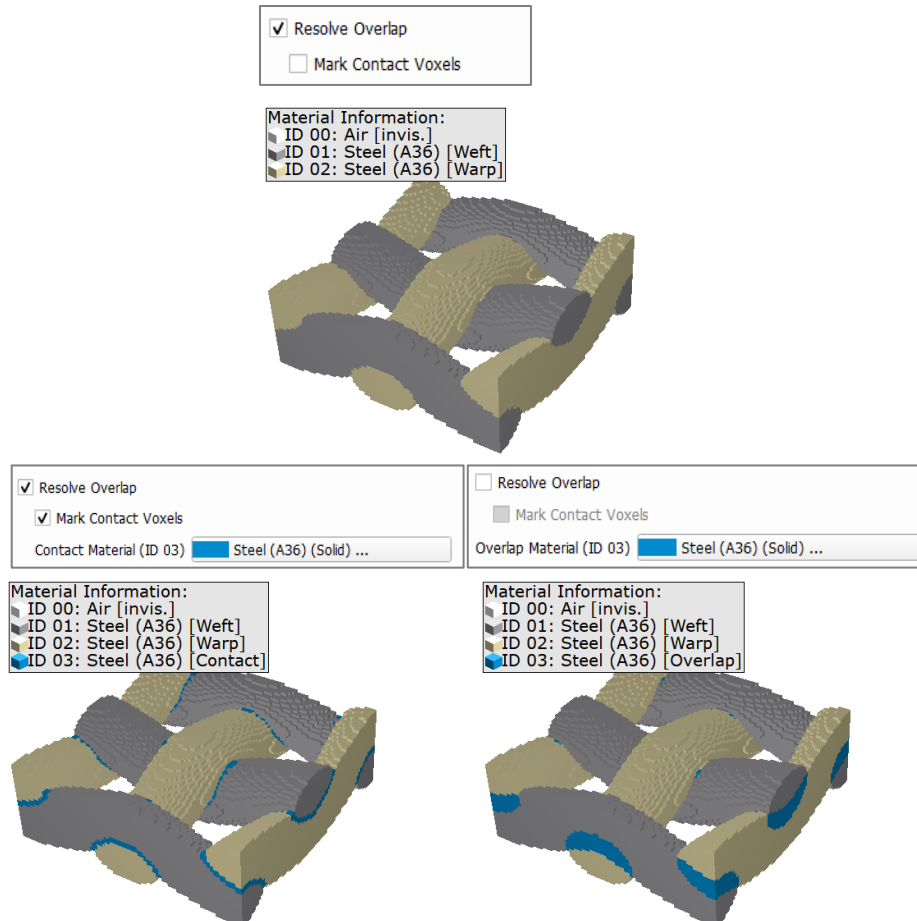 Resolve Overlap
Mark Contact Voxels
Material Information:
ID 00: Air [invis.]
ID 01: Steel (A36) [Weft]
ID 02: Steel (A36) [Warp]
Resolve Overlap
Mark Contact Voxels
Contact Material (ID 03) Steel (A36) (Solid) ...
Resolve Overlap
Mark Contact Voxels
Overlap Material (ID 03) Steel (A36) (Solid) ...
Material Information:
ID 00: Air [invis.]
ID 01: Steel (A36) [Weft]
ID 02: Steel (A36) [Warp]
ID 03: Steel (A36) [Contact]
Material Information:
ID 00: Air [invis.]
ID 01: Steel (A36) [Weft]
ID 02: Steel (A36) [Warp]
ID 03: Steel (A36) [Overlap]